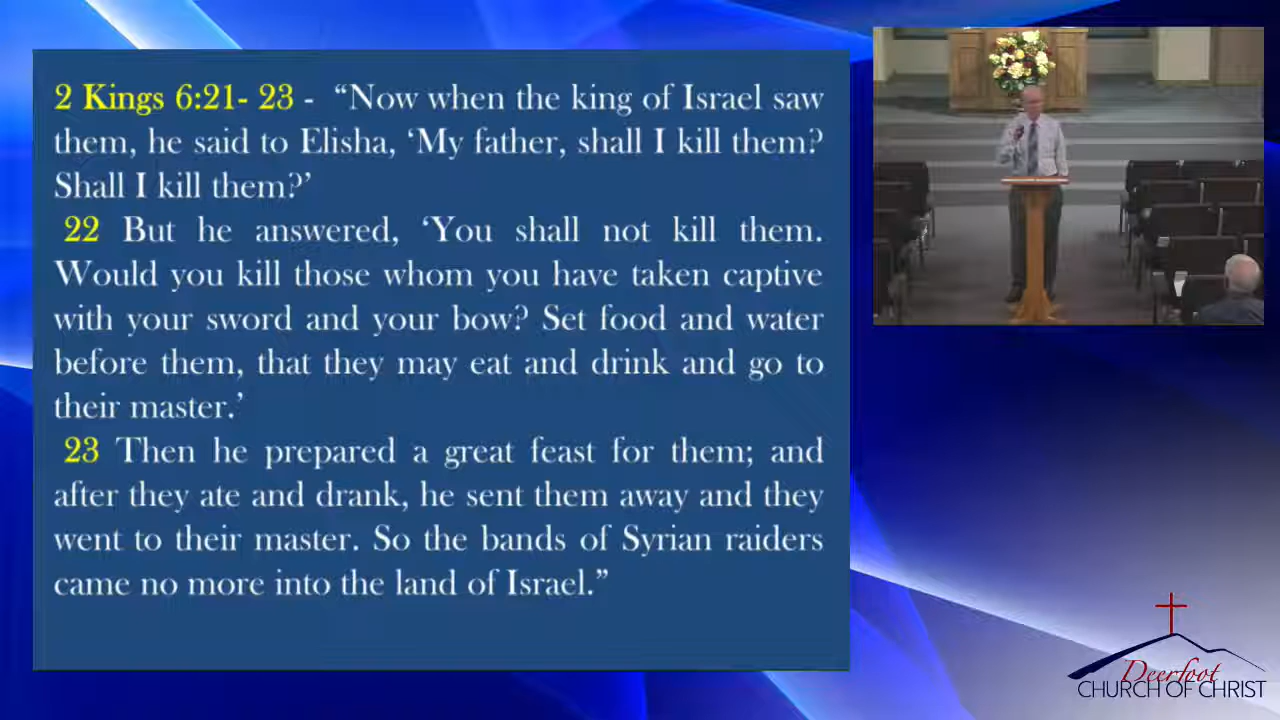 2 Kings 6:21- 23 - “Now when the king of Israel saw
them, he said to Elisha, ‘My father, shall I kill them?
Shall I kill them?’
22 But he answered, ‘You shall not kill them.
Would you kill those whom you have taken captive
with your sword and your bow? Set food and water
before them, that they may eat and drink and go to
their master.’
23 Then he prepared a great feast for them; and
after they ate and drank, he sent them away and they
went to their master. So the bands of Syrian raiders
came no more into the land of Israel.”
Deerfoot
CHURCH OF CHRIST